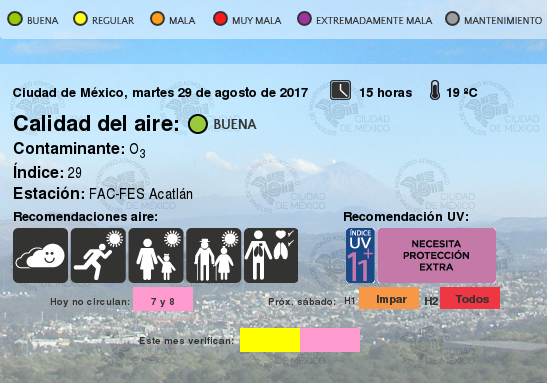 BUENA REGULAR MALA MUY MALA EXTREMADAMENTE MALA MANTENIMIENTO
Ciudad de México, martes 29 de agosto de 2017 15 horas 19 ºC
Calidad del aire: BUENA
Contaminante: O3
Índice: 29
Estación: FAC-FES Acatlán
Recomendaciones aire:
Recomendación UV:
ÍNDICE
UV
11+
NECESITA
PROTECCIÓN
EXTRA
Hoy no circulan: 7 y 8 Próx. sábado: H1 Impar H2 Todos
Este mes verifican:
CIUDAD
DE MÉXICO